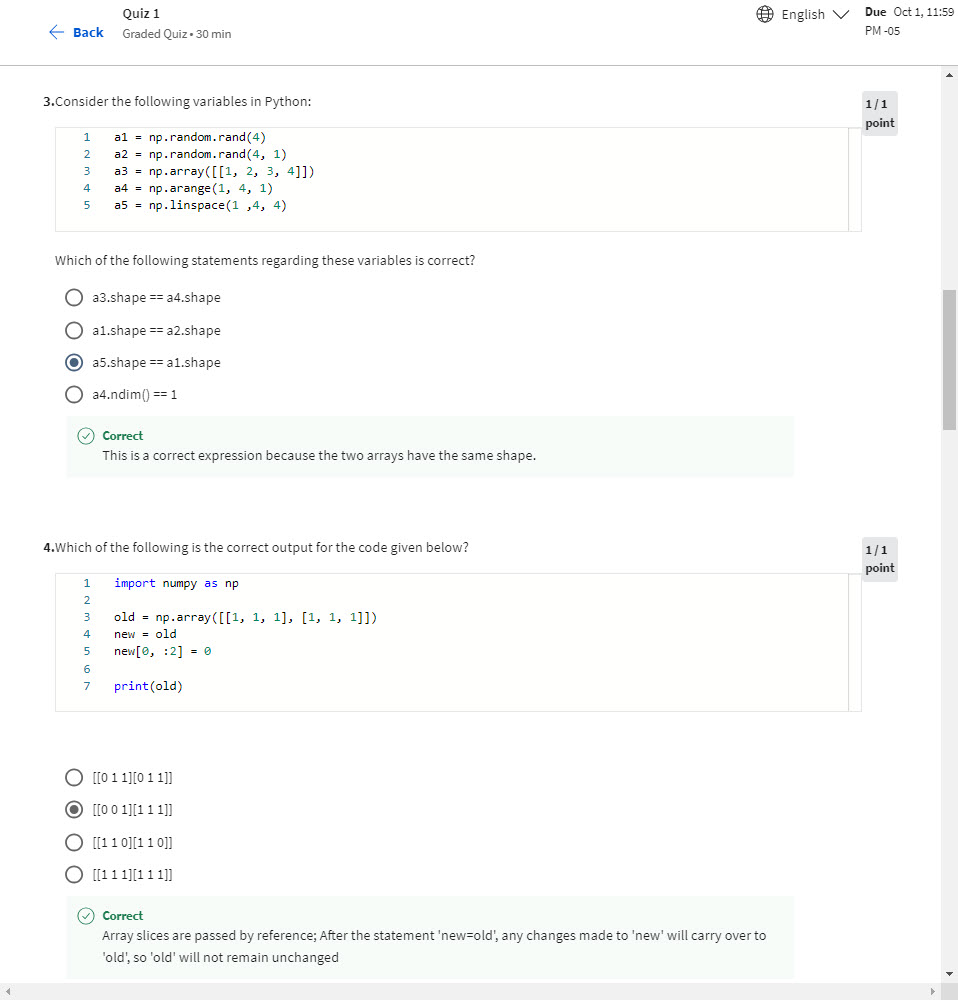 Quiz 1
Back
Graded Quiz • 30 min
English
Due Oct 1, 11:59
PM -05
3.Consider the following variables in Python:
1/1
point
1 a1 = np.random.rand(4)
2 a2 = np.random.rand(4, 1)
3 a3 = np.array([[1, 2, 3, 4]])
4 a4 = np.arange(1, 4, 1)
5 a5 = np.linspace(1 ,4, 4)
Which of the following statements regarding these variables is correct?
a3.shape == a4.shape
a1.shape == a2.shape
a5.shape == a1.shape
a4.ndim() == 1
Correct
This is a correct expression because the two arrays have the same shape.
4.Which of the following is the correct output for the code given below?
1/1
point
1 import numpy as np
2
3 old = np.array([[1, 1, 1], [1, 1, 1]])
4 new = old
5 new[0, :2] = 0
6
7 print(old)
[[0 1 1][0 1 1]]
[[0 0 1][1 1 1]]
[[1 1 0][1 1 0]]
[[1 1 1][1 1 1]]
Correct
Array slices are passed by reference; After the statement 'new=old', any changes made to 'new' will carry over to
'old', so 'old' will not remain unchanged